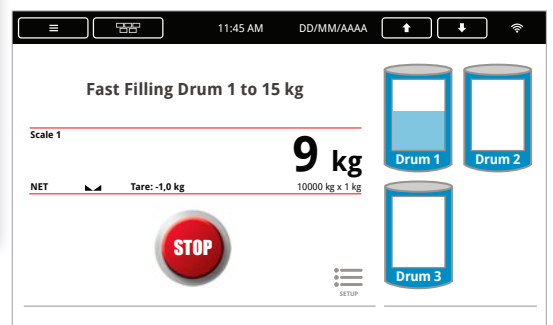 11:45 AM DD/MM/AAAA
Fast Filling Drum 1 to 15 kg
Scale 1
9 kg
NET Tare: -1,0 kg 10000 kg x 1 kg
STOP
SETUP
Drum 1 Drum 2
Drum 3